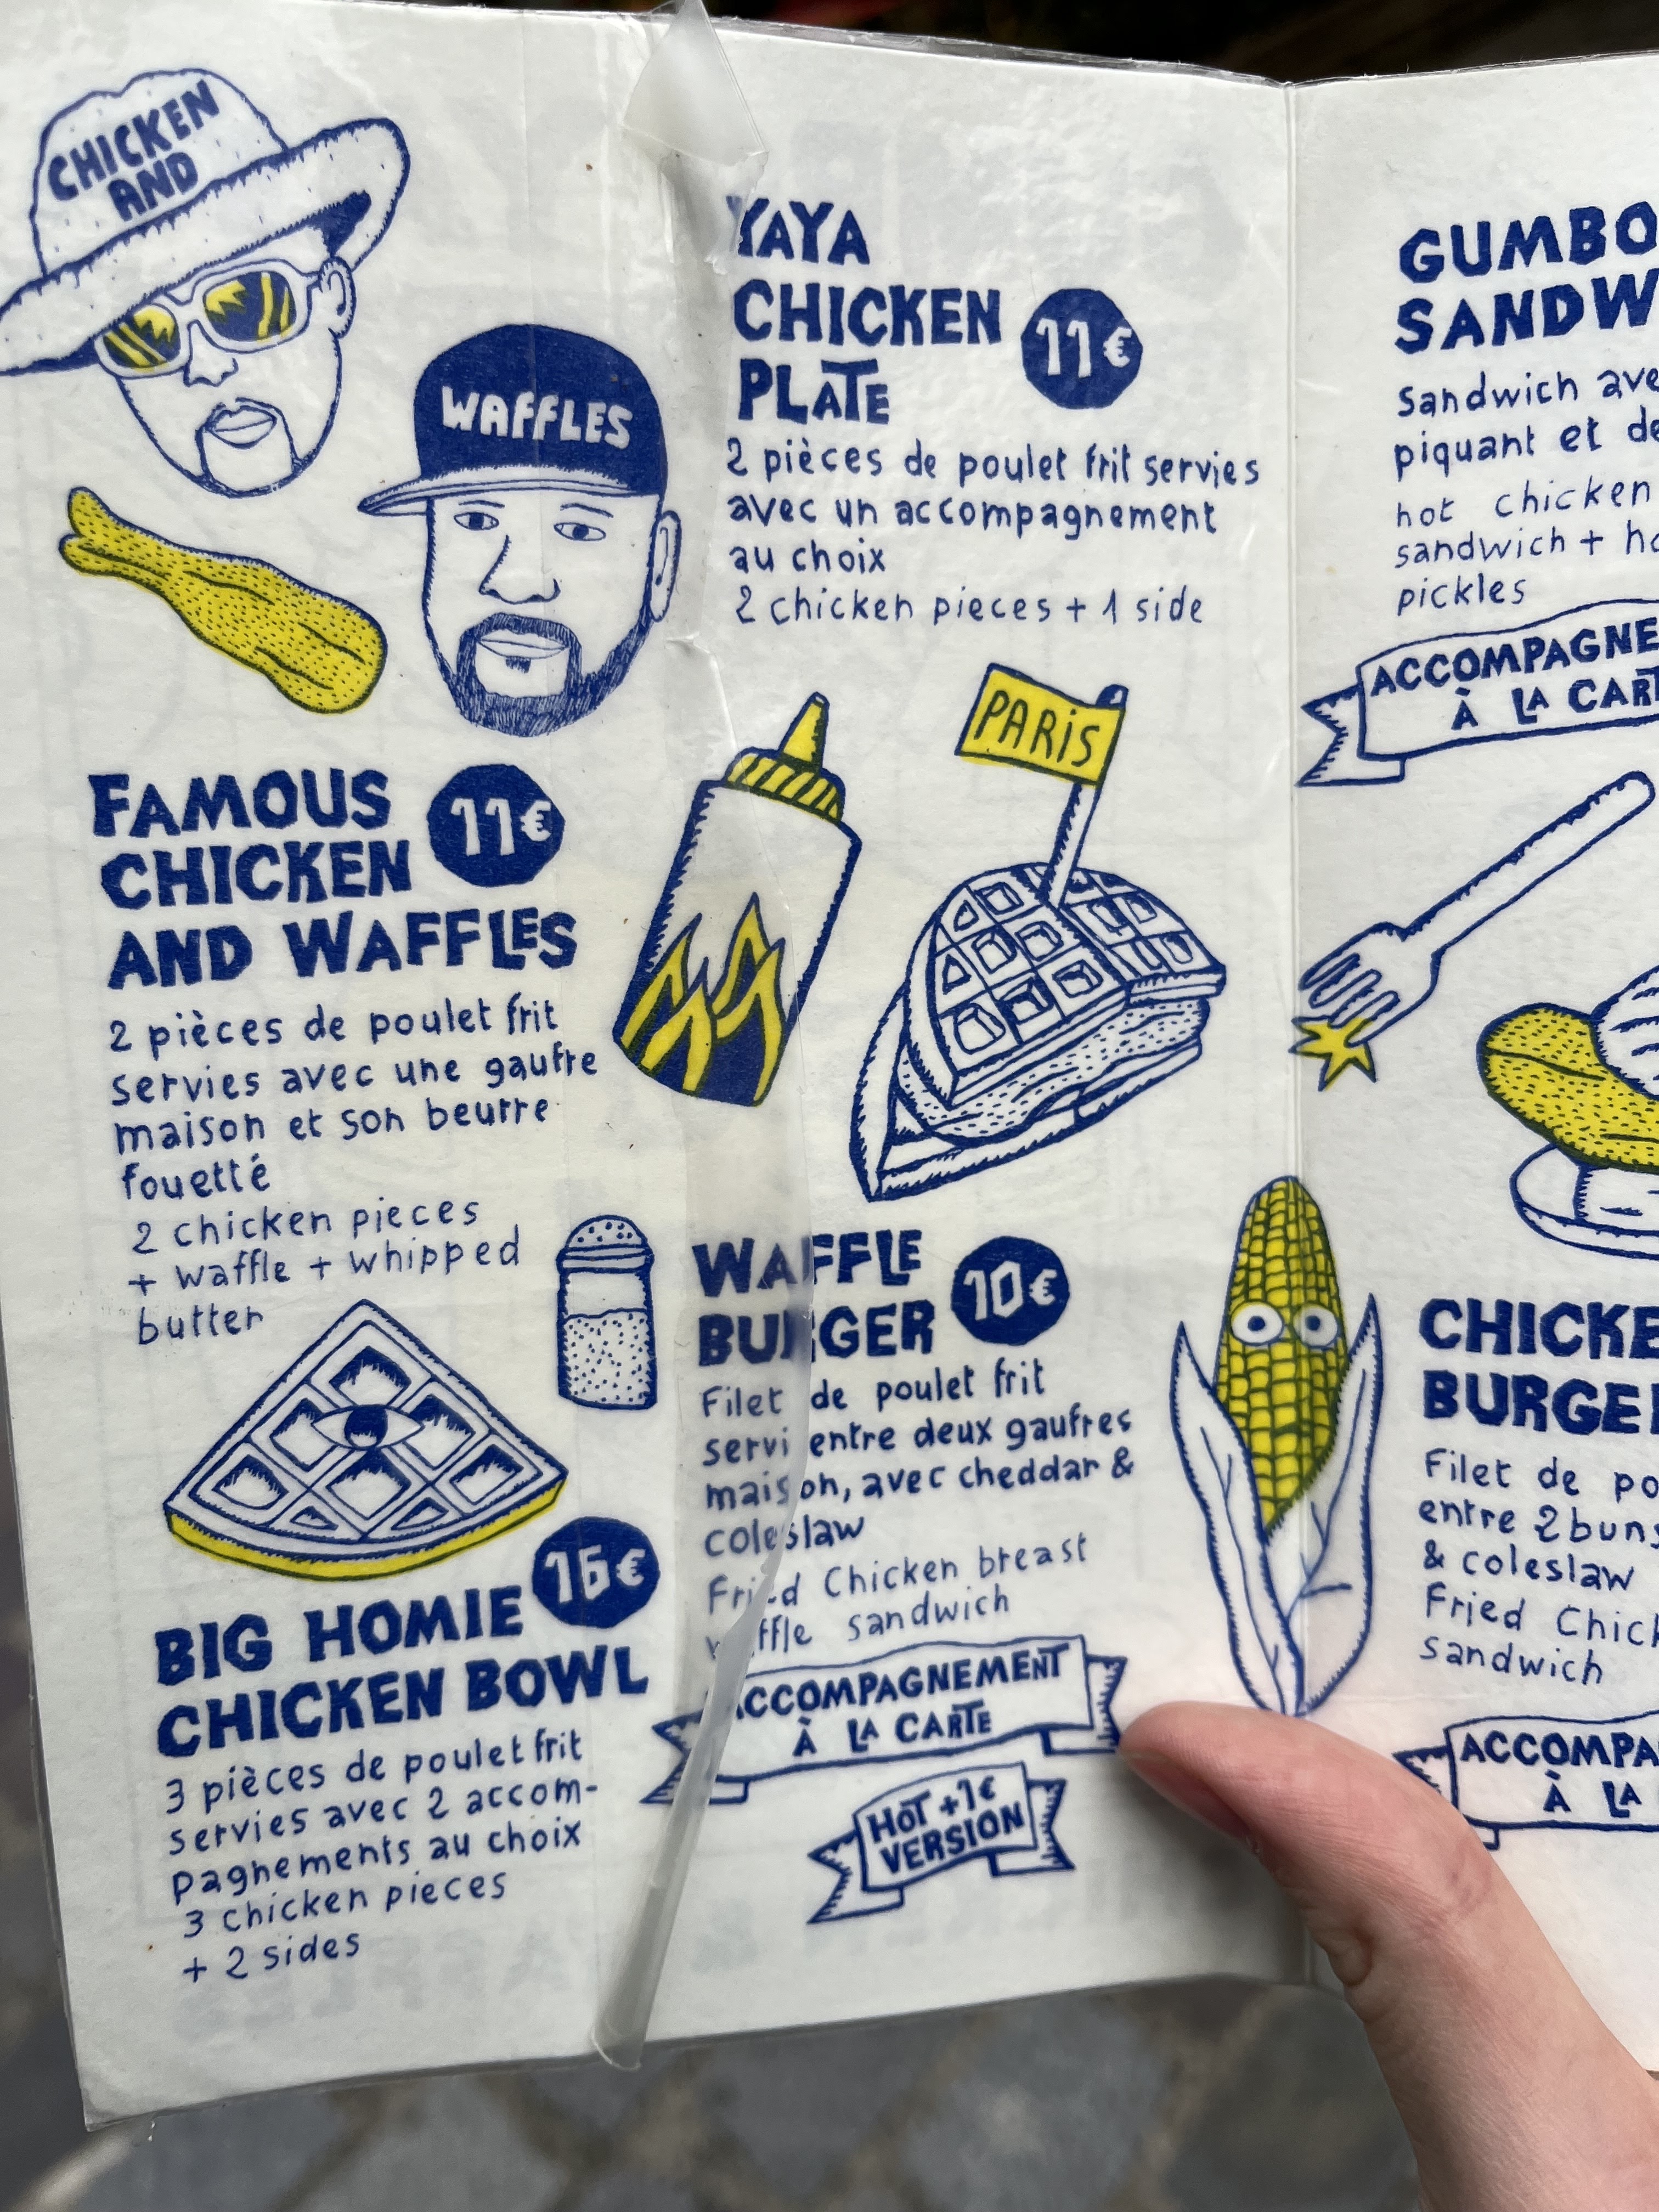 CHICKEN
AND
WAFFLES
FAMOUS
CHICKEN
AND WAFFLES
11€
2 pièces de poulet frit
servies avec une gaufre
maison et son beurre
fouetté
2 chicken pieces
+ waffle + whipped
butter
BIG HOMIE
CHICKEN BOWL
15€
3 pièces de poulet frit
servies avec 2 accom-
pagnements au choix
3 chicken pieces
+ 2 sides
YAYA
CHICKEN
PLATE
11€
2 pièces de poulet frit servies
avec un accompagnement
au choix
2 chicken pieces + 1 side
PARIS
WAFFLE
BURGER
10€
Filet de poulet frit
servi entre deux gaufres
maison, avec cheddar &
coleslaw
Fried Chicken breast
waffle sandwich
ACCOMPAGNEMENT
À LA CARTE
HOT +1€
VERSION
GUMBO
SANDW
Sandwich ave
piquant et de
hot chicken
sandwich + ho
pickles
ACCOMPAGNE
À LA CART
CHICKE
BURGE
Filet de po
entre 2 buns
& coleslaw
Fried Chick
sandwich
ACCOMPA
À LA